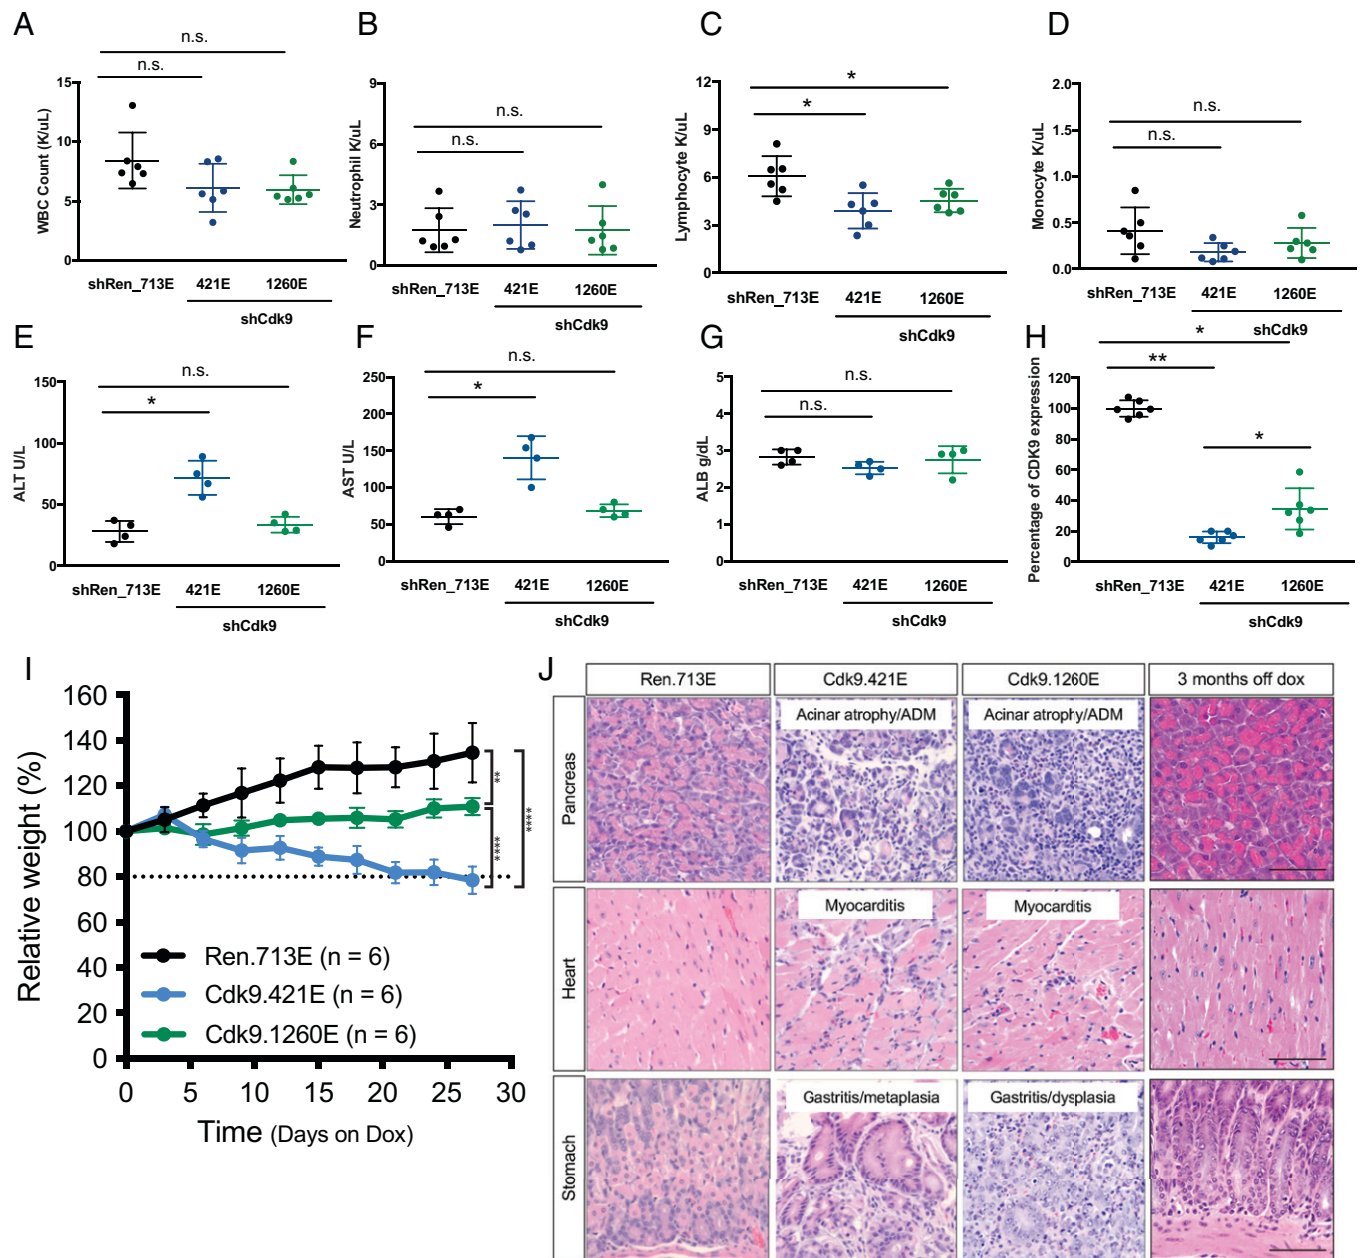 A
n.s.
n.s.
WBC Count (K/uL)
15
10
5
0
shRen_713E 421E 1260E
shCdk9
B
n.s.
n.s.
Neutrophil K/uL
9
6
3
0
shRen_713E 421E 1260E
shCdk9
C
*
*
Lymphocyte K/uL
12
9
6
3
0
shRen_713E 421E 1260E
shCdk9
D
n.s.
n.s.
Monocyte K/uL
2.0
1.5
1.0
0.5
0.0
shRen_713E 421E 1260E
shCdk9
E
n.s.
*
ALT U/L
150
100
50
0
shRen_713E 421E 1260E
shCdk9
F
n.s.
*
AST U/L
250
200
150
100
50
0
shRen_713E 421E 1260E
shCdk9
G
n.s.
n.s.
ALB g/dL
5
4
3
2
1
0
shRen_713E 421E 1260E
shCdk9
H
*
**
*
Percentage of CDK9 expression
120
100
80
60
40
20
0
shRen_713E 421E 1260E
shCdk9
I
Relative weight (%)
160
140
120
100
80
60
40
20
0
**
****
****
Ren.713E (n = 6)
Cdk9.421E (n = 6)
Cdk9.1260E (n = 6)
0 5 10 15 20 25 30
Time (Days on Dox)
J
Ren.713E Cdk9.421E Cdk9.1260E 3 months off dox
Pancreas
Acinar atrophy/ADM Acinar atrophy/ADM
Heart
Myocarditis Myocarditis
Stomach
Gastritis/metaplasia Gastritis/dysplasia